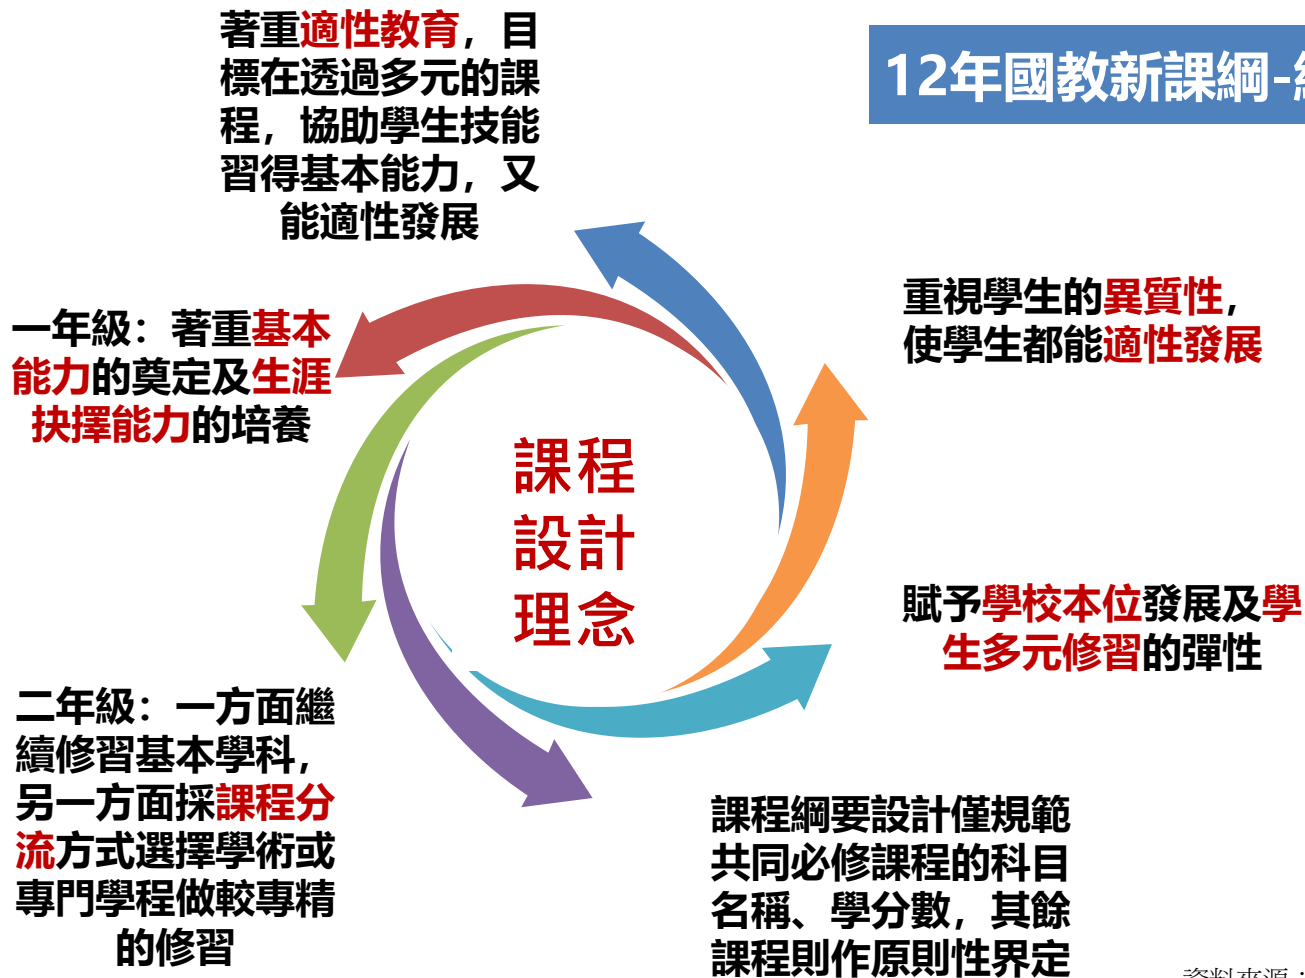 著重適性教育，目
標在透過多元的課
程，協助學生技能
習得基本能力，又
能適性發展
12年國教新課綱-
一年級：著重基本
能力的奠定及生涯
抉擇能力的培養
重視學生的異質性，
使學生都能適性發展
課程
設計
理念
賦予學校本位發展及學
生多元修習的彈性
二年級：一方面繼
續修習基本學科，
另一方面採課程分
流方式選擇學術或
專門學程做較專精
的修習
課程綱要設計僅規範
共同必修課程的科目
名稱、學分數，其餘
課程則作原則性界定
資料來源：